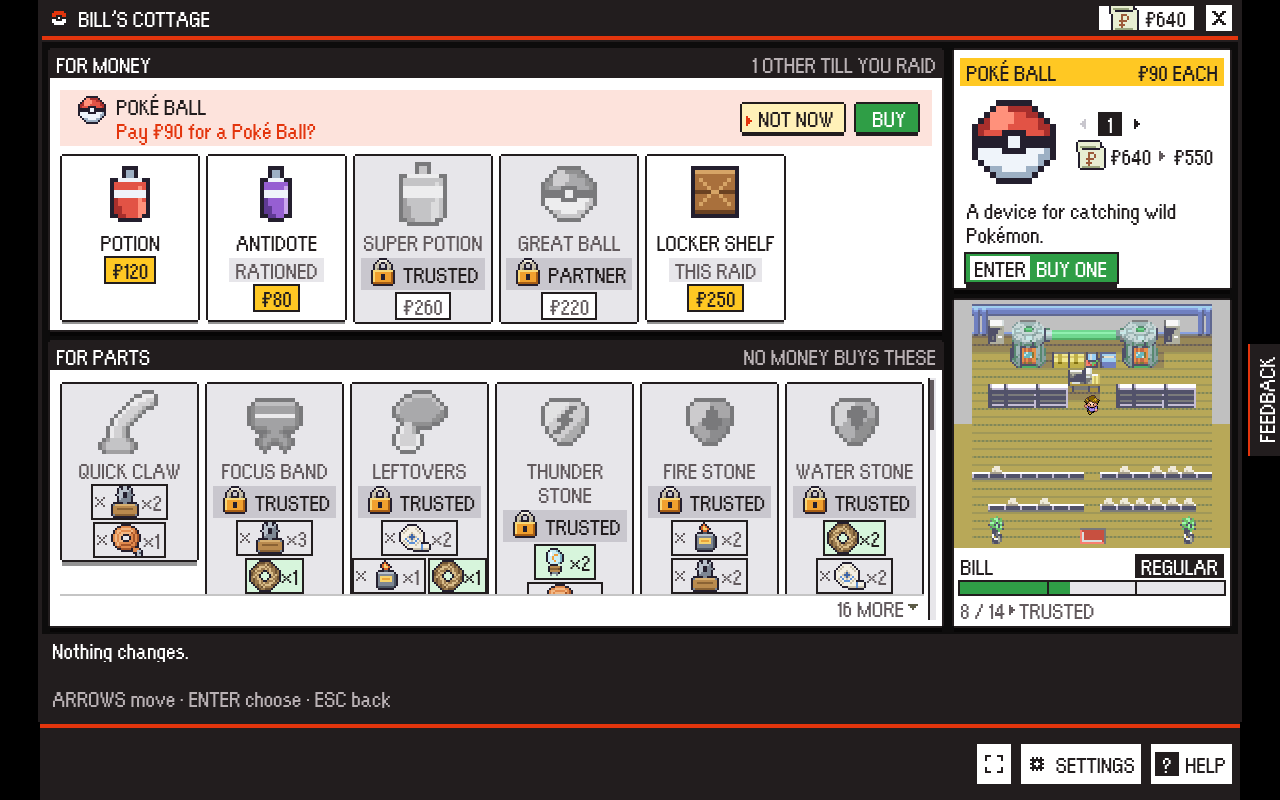 BILL'S COTTAGE
₽640
X
FOR MONEY
1 OTHER TILL YOU RAID
POKÉ BALL
Pay ₽90 for a Poké Ball?
NOT NOW
BUY
POTION
₽120
ANTIDOTE
RATIONED
₽80
SUPER POTION
TRUSTED
₽260
GREAT BALL
PARTNER
₽220
LOCKER SHELF
THIS RAID
₽250
FOR PARTS
NO MONEY BUYS THESE
QUICK CLAW
×2
×1
FOCUS BAND
TRUSTED
×3
×1
LEFTOVERS
TRUSTED
×2
×1
×1
THUNDER
STONE
TRUSTED
×2
FIRE STONE
TRUSTED
×2
×2
WATER STONE
TRUSTED
×2
×2
16 MORE
POKÉ BALL
₽90 EACH
1
₽640 ▸ ₽550
A device for catching wild
Pokémon.
ENTER BUY ONE
BILL
REGULAR
8 / 14 ▸ TRUSTED
Nothing changes.
ARROWS move · ENTER choose · ESC back
FEEDBACK
SETTINGS
? HELP